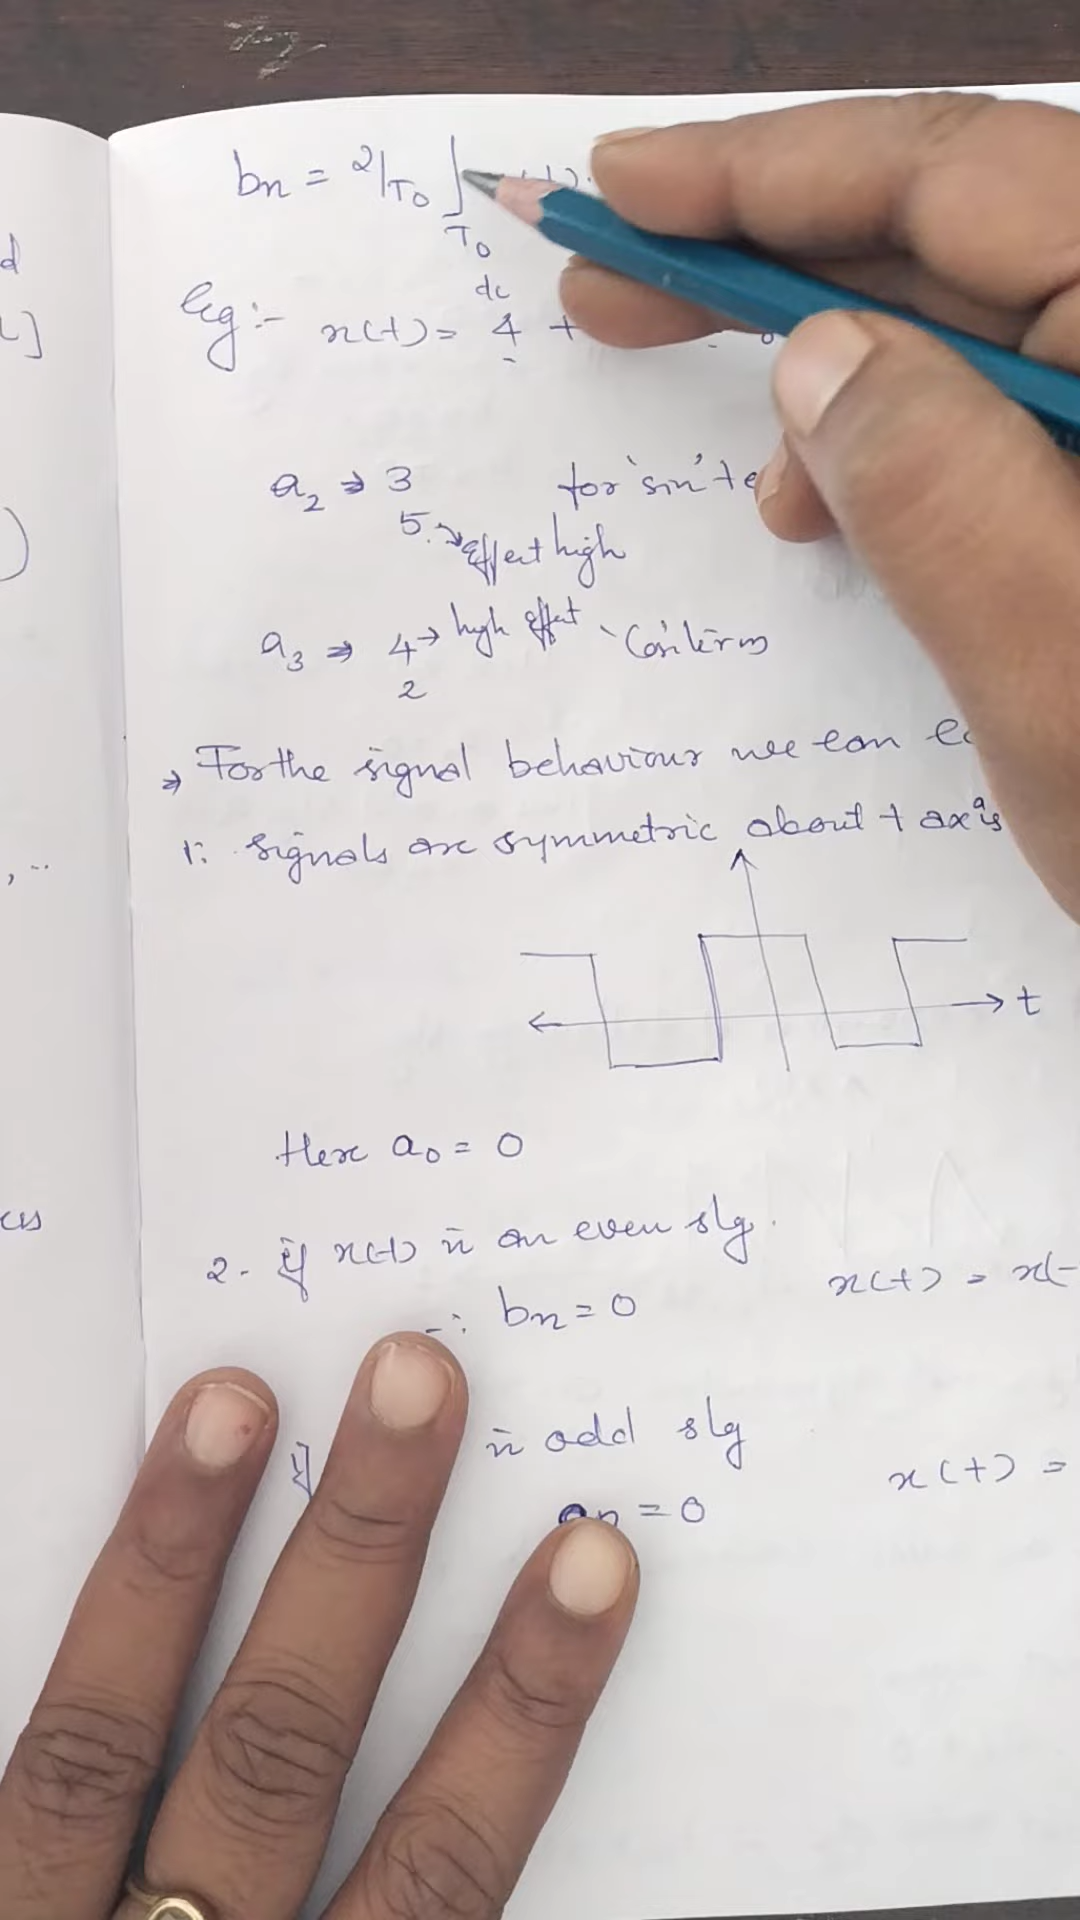 bn = 2/T₀ ∫T₀ (t).
dc
Eg:- x(t) = 4 +
a₂ ⇒ 3 for 'sin' te
5 → Effect high
a₃ ⇒ 4 → high effect 'Cos' terms
2
⇒ For the signal behaviour we can
1: Signals are symmetric about t axis
t
Here a₀ = 0
2. If x(t) is an even slg.
x(t) = x(-
∴ bn = 0
If is odd slg
x(t) =
an = 0